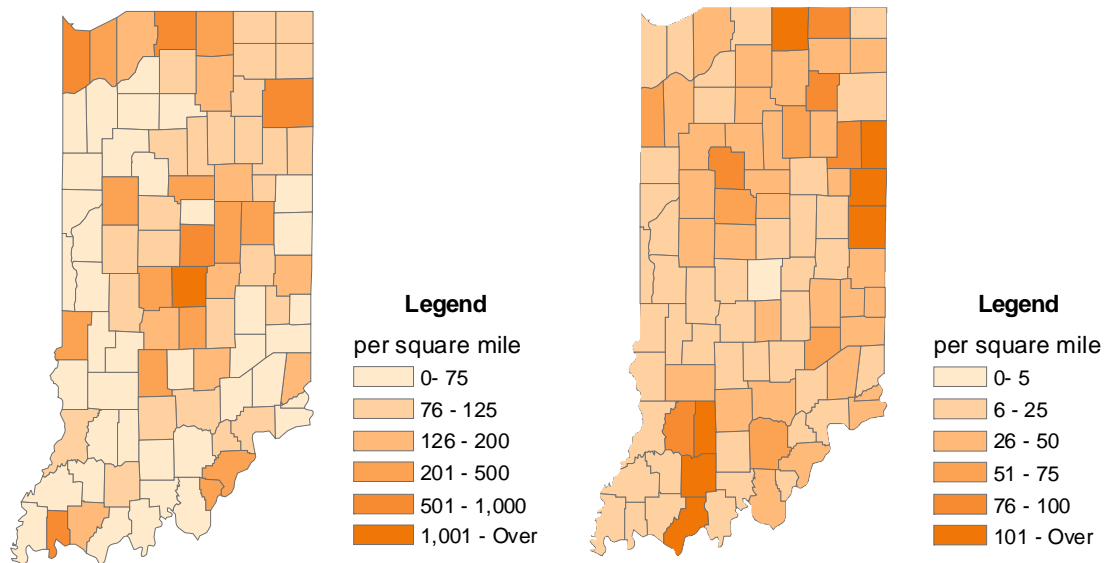 Legend
per square mile
0- 75
76 - 125
126 - 200
201 - 500
501 - 1,000
1,001 - Over
Legend
per square mile
0- 5
6 - 25
26 - 50
51 - 75
76 - 100
101 - Over